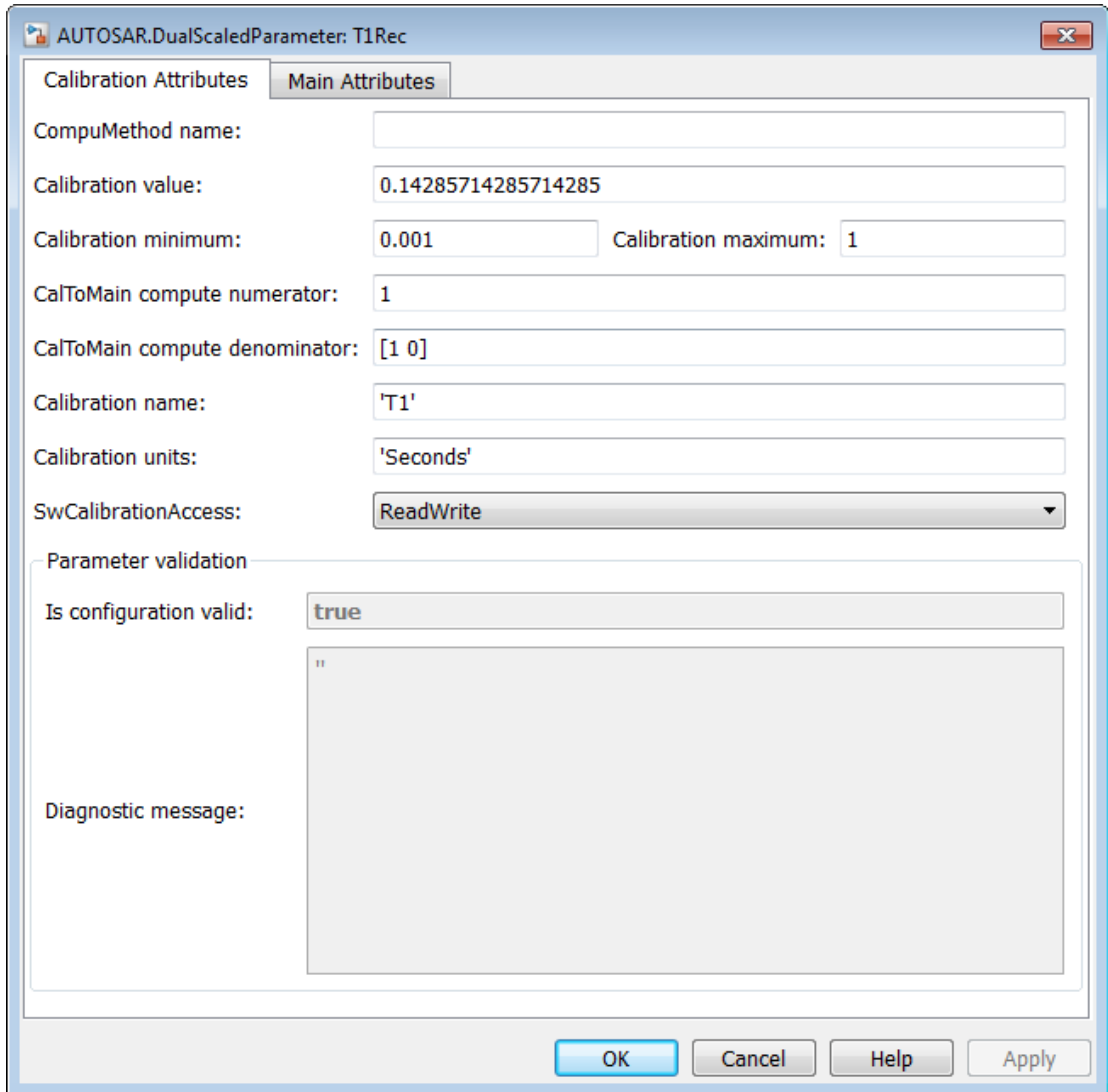 AUTOSAR.DualScaledParameter: T1Rec
Calibration Attributes Main Attributes
CompuMethod name:
Calibration value: 0.14285714285714285
Calibration minimum: 0.001 Calibration maximum: 1
CalToMain compute numerator: 1
CalToMain compute denominator: [1 0]
Calibration name: 'T1'
Calibration units: 'Seconds'
SwCalibrationAccess: ReadWrite
Parameter validation
Is configuration valid: true
''
Diagnostic message:
OK Cancel Help Apply